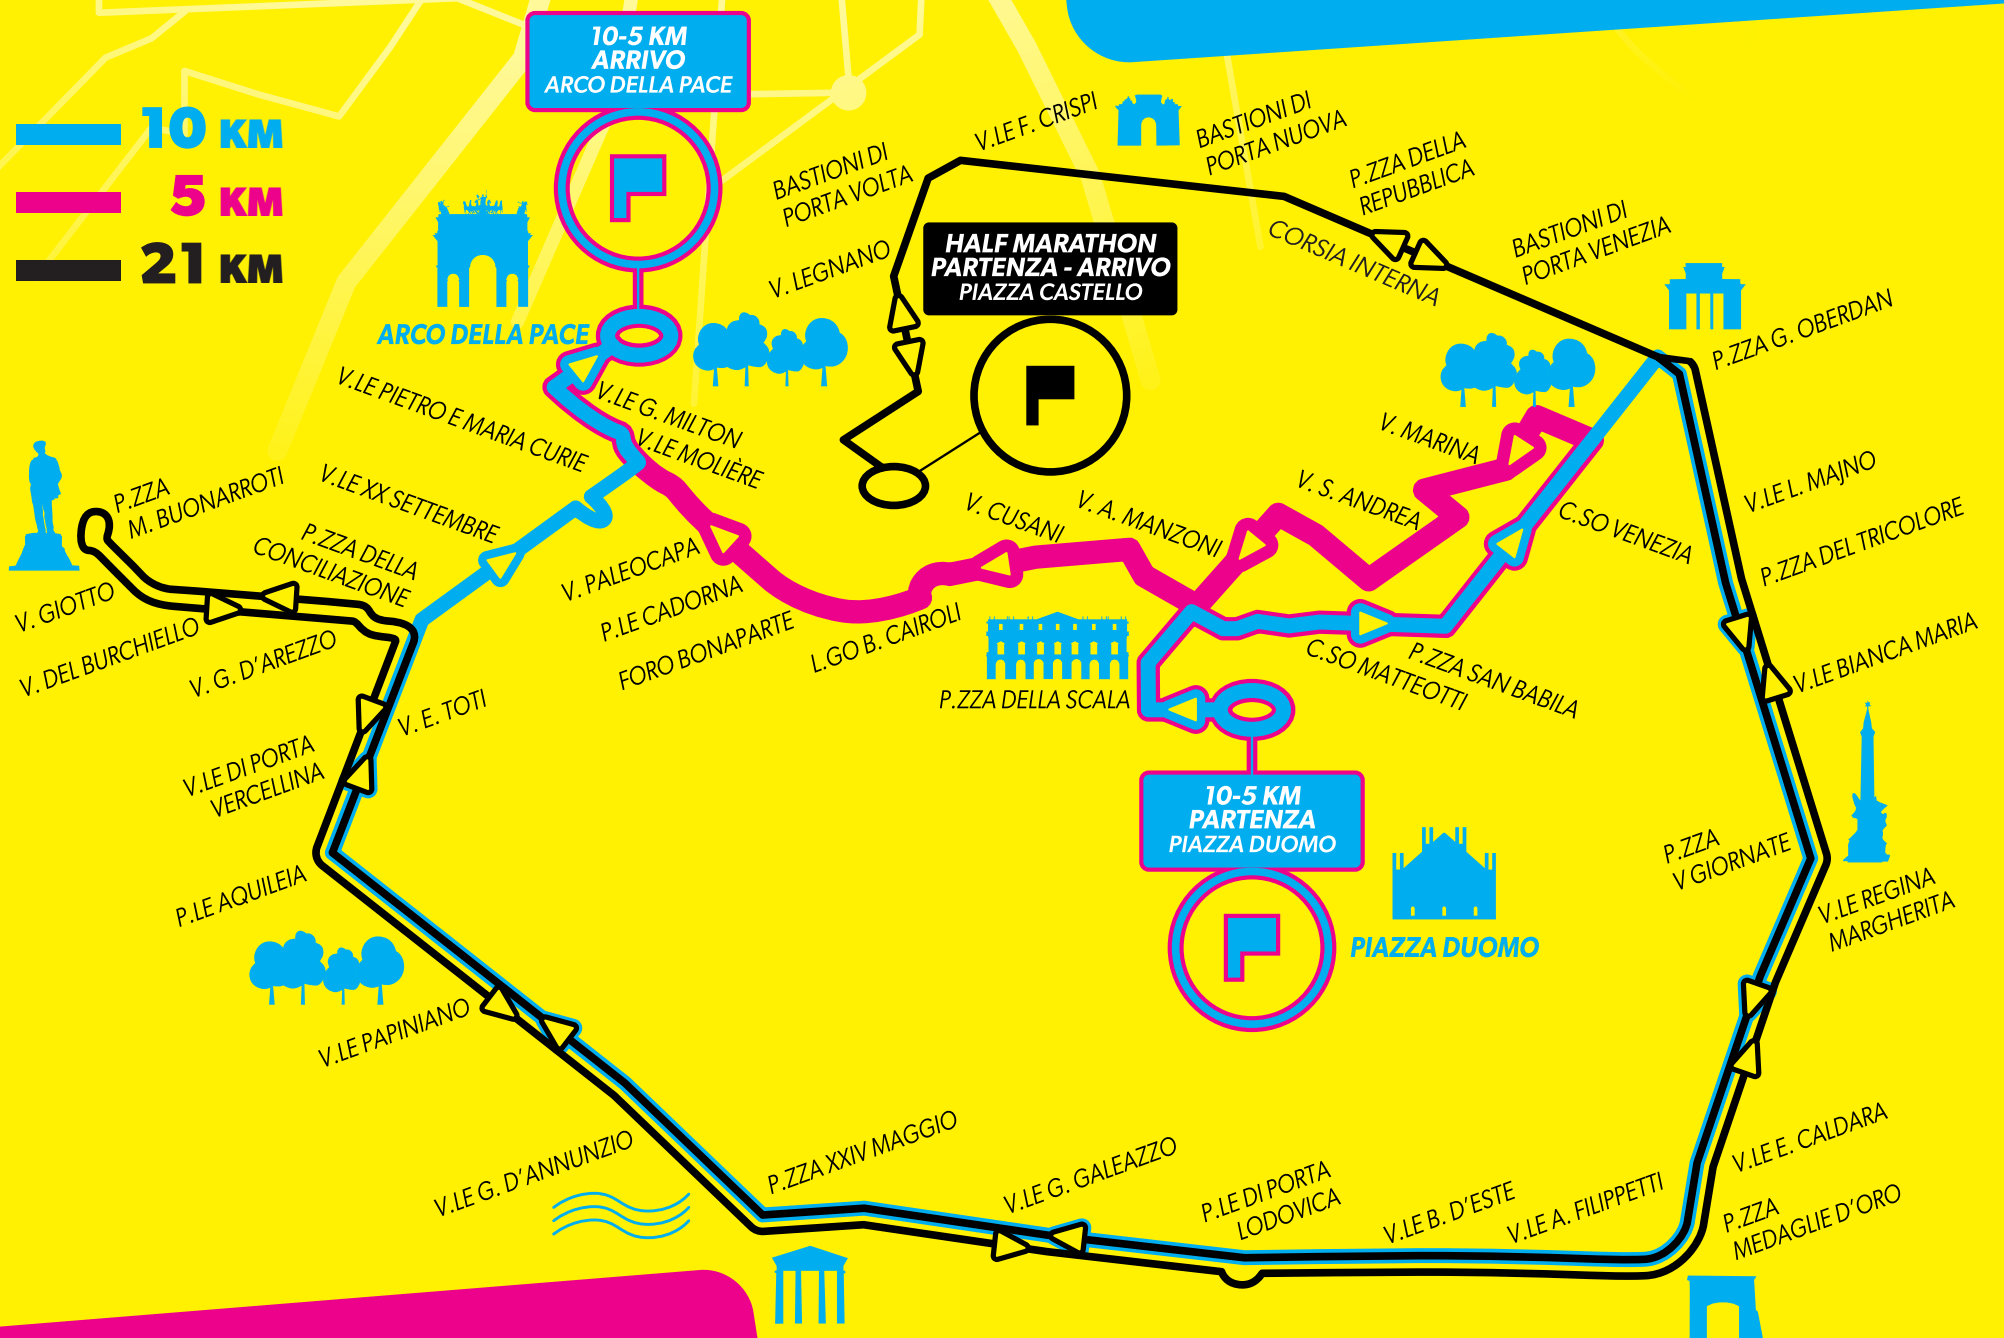 10 KM
5 KM
21 KM
10-5 KM
ARRIVO
ARCO DELLA PACE
ARCO DELLA PACE
BASTIONI DI
PORTA VOLTA
V.LE F. CRISPI
BASTIONI DI
PORTA NUOVA
P.ZZA DELLA
REPUBBLICA
BASTIONI DI
PORTA VENEZIA
V. LEGNANO
HALF MARATHON
PARTENZA - ARRIVO
PIAZZA CASTELLO
CORSIA INTERNA
P.ZZA G. OBERDAN
V.LE PIETRO E MARIA CURIE
V.LE G. MILTON
V.LE MOLIÈRE
V. MARINA
V. S. ANDREA
V. A. MANZONI
V. CUSANI
C.SO VENEZIA
V.LE L. MAJNO
P.ZZA DEL TRICOLORE
P.ZZA
M. BUONARROTI
V.LE XX SETTEMBRE
P.ZZA DELLA
CONCILIAZIONE
V. GIOTTO
V. DEL BURCHIELLO
V. G. D'AREZZO
V. PALEOCAPA
P.LE CADORNA
FORO BONAPARTE
L.GO B. CAIROLI
P.ZZA DELLA SCALA
C.SO MATTEOTTI
P.ZZA SAN BABILA
V.LE BIANCA MARIA
V. E. TOTI
V.LE DI PORTA
VERCELLINA
10-5 KM
PARTENZA
PIAZZA DUOMO
PIAZZA DUOMO
P.ZZA
V GIORNATE
V.LE REGINA
MARGHERITA
P.LE AQUILEIA
V.LE PAPINIANO
V.LE G. D'ANNUNZIO
P.ZZA XXIV MAGGIO
V.LE G. GALEAZZO
P.LE DI PORTA
LODOVICA
V.LE B. D'ESTE
V.LE A. FILIPPETTI
V.LE E. CALDARA
P.ZZA
MEDAGLIE D'ORO